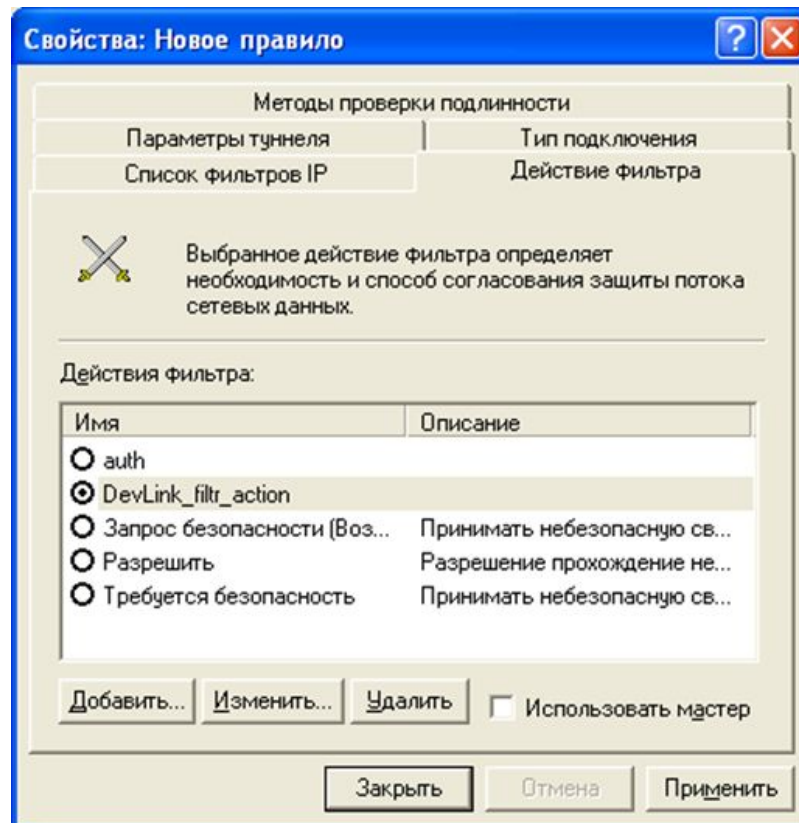 Свойства: Новое правило
Методы проверки подлинности
Параметры туннеля
Тип подключения
Список фильтров IP
Действие фильтра
Выбранное действие фильтра определяет
необходимость и способ согласования защиты потока
сетевых данных.
Действия фильтра:
Имя Описание
auth
DevLink_filtr_action
Запрос безопасности (Воз... Принимать небезопасную св...
Разрешить Разрешение прохождение не...
Требуется безопасность Принимать небезопасную св...
Добавить... Изменить... Удалить Использовать мастер
Закрыть Отмена Применить